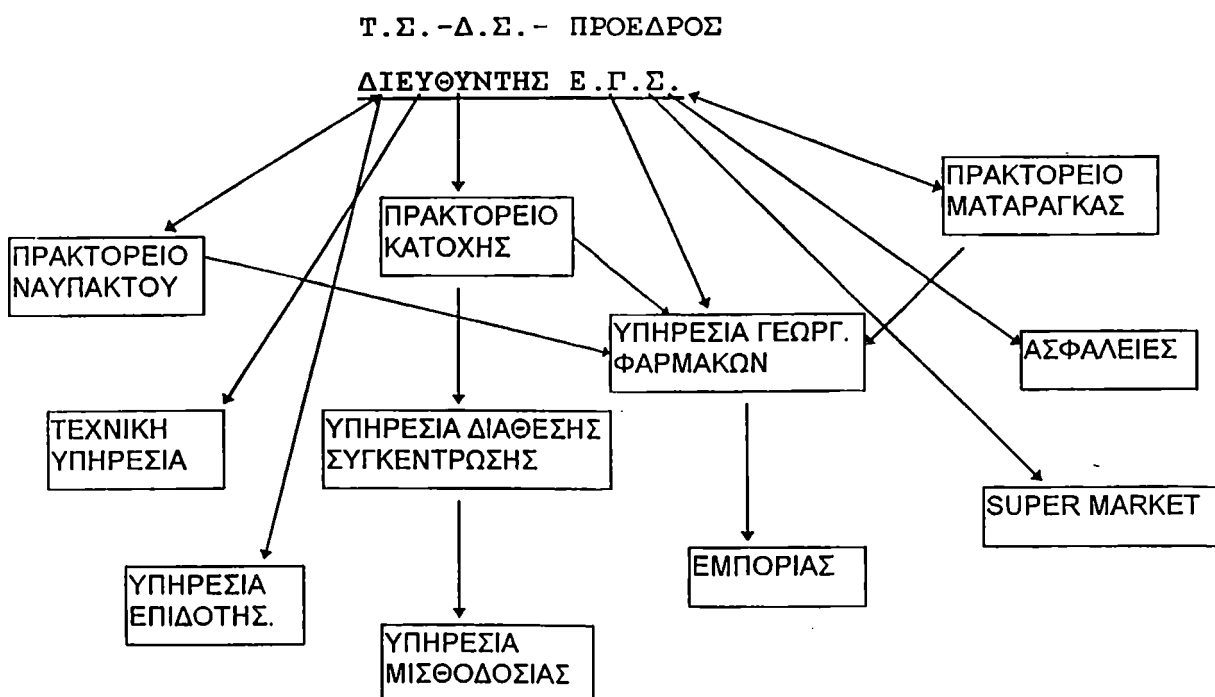 Τ.Σ.-Δ.Σ.- ΠΡΟΕΔΡΟΣ
ΔΙΕΥΘΥΝΤΗΣ Ε.Γ.Σ.
ΠΡΑΚΤΟΡΕΙΟ
ΜΑΤΑΡΑΓΚΑΣ
ΠΡΑΚΤΟΡΕΙΟ
ΚΑΤΟΧΗΣ
ΠΡΑΚΤΟΡΕΙΟ
ΝΑΥΠΑΚΤΟΥ
ΥΠΗΡΕΣΙΑ ΓΕΩΡΓ.
ΦΑΡΜΑΚΩΝ
ΑΣΦΑΛΕΙΕΣ
ΤΕΧΝΙΚΗ
ΥΠΗΡΕΣΙΑ
ΥΠΗΡΕΣΙΑ ΔΙΑΘΕΣΗΣ
ΣΥΓΚΕΝΤΡΩΣΗΣ
SUPER MARKET
ΥΠΗΡΕΣΙΑ
ΕΠΙΔΟΤΗΣ.
ΕΜΠΟΡΙΑΣ
ΥΠΗΡΕΣΙΑ
ΜΙΣΘΟΔΟΣΙΑΣ